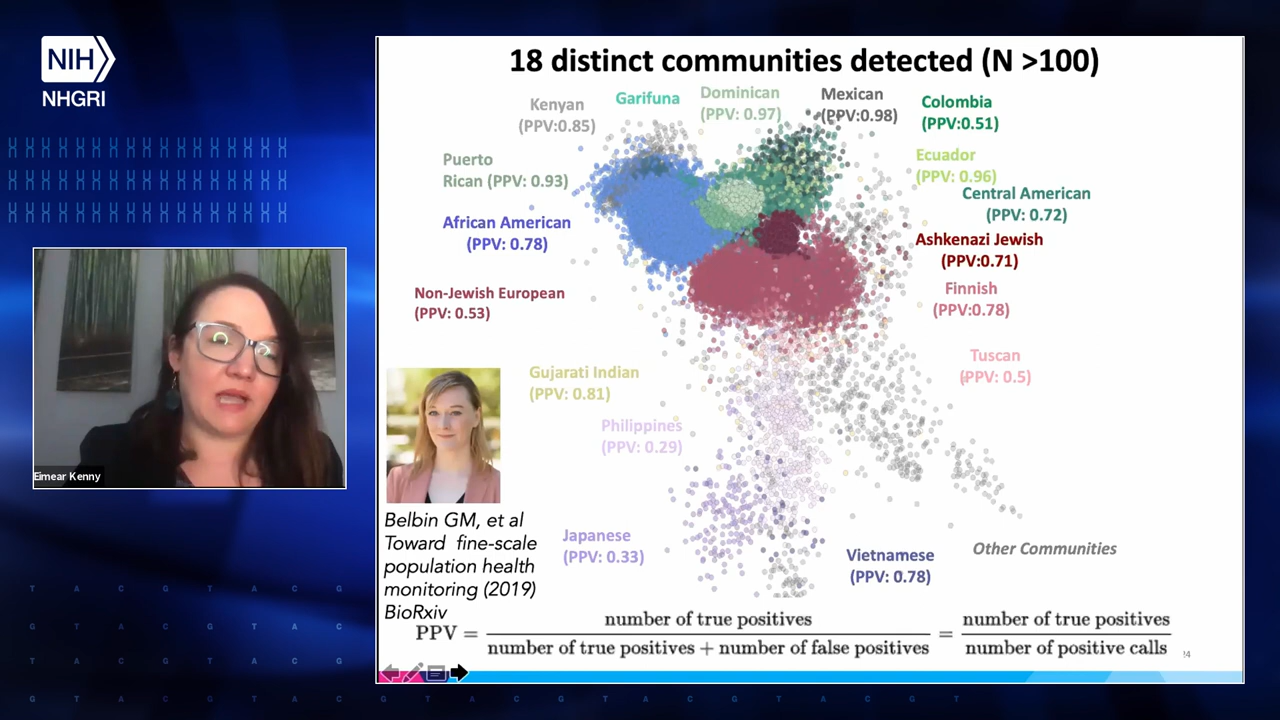 NIH
NHGRI
18 distinct communities detected (N >100)
Kenyan
(PPV:0.85)
Garifuna
Dominican
(PPV: 0.97)
Mexican
(PPV:0.98)
Colombia
(PPV:0.51)
Puerto
Rican (PPV: 0.93)
Ecuador
(PPV: 0.96)
Central American
(PPV: 0.72)
African American
(PPV: 0.78)
Ashkenazi Jewish
(PPV:0.71)
Non-Jewish European
(PPV: 0.53)
Finnish
(PPV:0.78)
Tuscan
(PPV: 0.5)
Gujarati Indian
(PPV: 0.81)
Philippines
(PPV: 0.29)
Eimear Kenny
Belbin GM, et al
Toward fine-scale
population health
monitoring (2019)
BioRxiv
Japanese
(PPV: 0.33)
Vietnamese
(PPV: 0.78)
Other Communities
PPV = number of true positives / number of true positives + number of false positives = number of true positives / number of positive calls
T A C G T A C G
G T A C G T A C
T A C G T A C G
G T A C G T A C G T A C G T A C G T A C G T A C G T